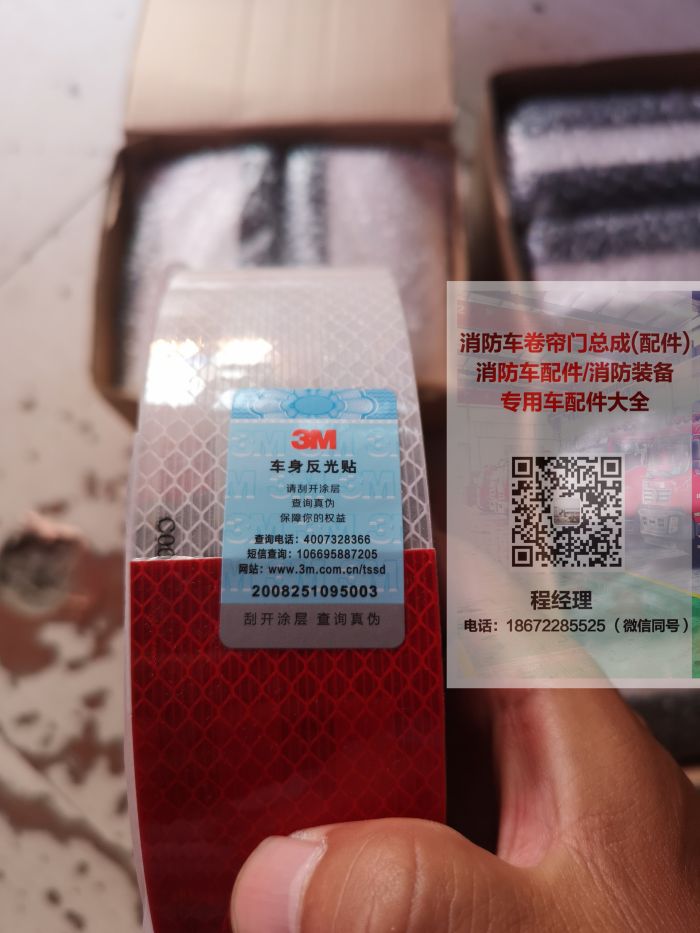 3M
车身反光贴
请刮开涂层
查询真伪
保障你的权益
查询电话：4007328366
短信查询：106695887205
网站：www.3m.com.cn/tssd
2008251095003
刮开涂层 查询真伪
消防车卷帘门总成(配件)
消防车配件/消防装备
专用车配件大全
程经理
电话：18672285525（微信同号）